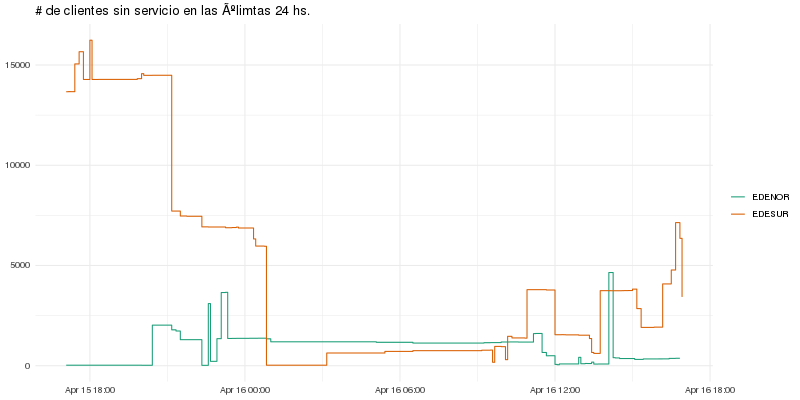 # de clientes sin servicio en las Ãºlimtas 24 hs.
15000
10000
5000
0
Apr 15 18:00
Apr 16 00:00
Apr 16 06:00
Apr 16 12:00
Apr 16 18:00
EDENOR
EDESUR